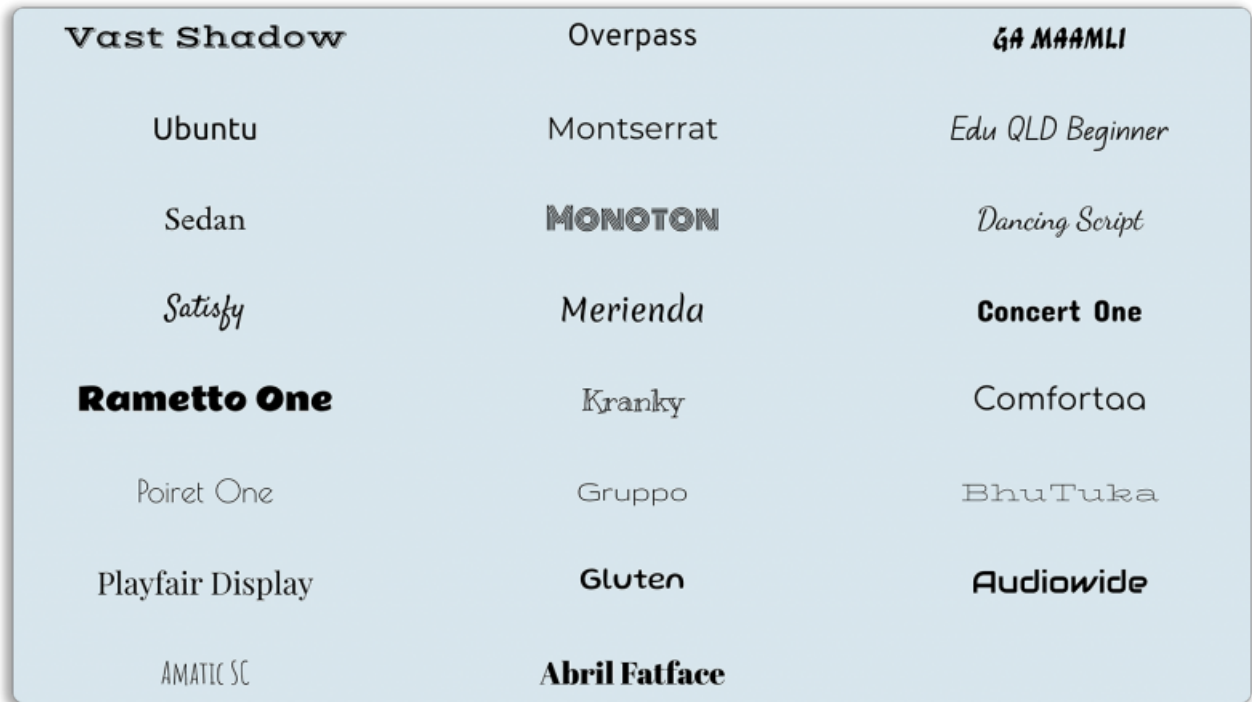 Vast Shadow Overpass GA MAAMLI
Ubuntu Montserrat Edu QLD Beginner
Sedan MONOTON Dancing Script
Satisfy Merienda Concert One
Rametto One Kranky Comfortaa
Poiret One Gruppo BhuTuka
Playfair Display Gluten Audiowide
AMATIC SC Abril Fatface